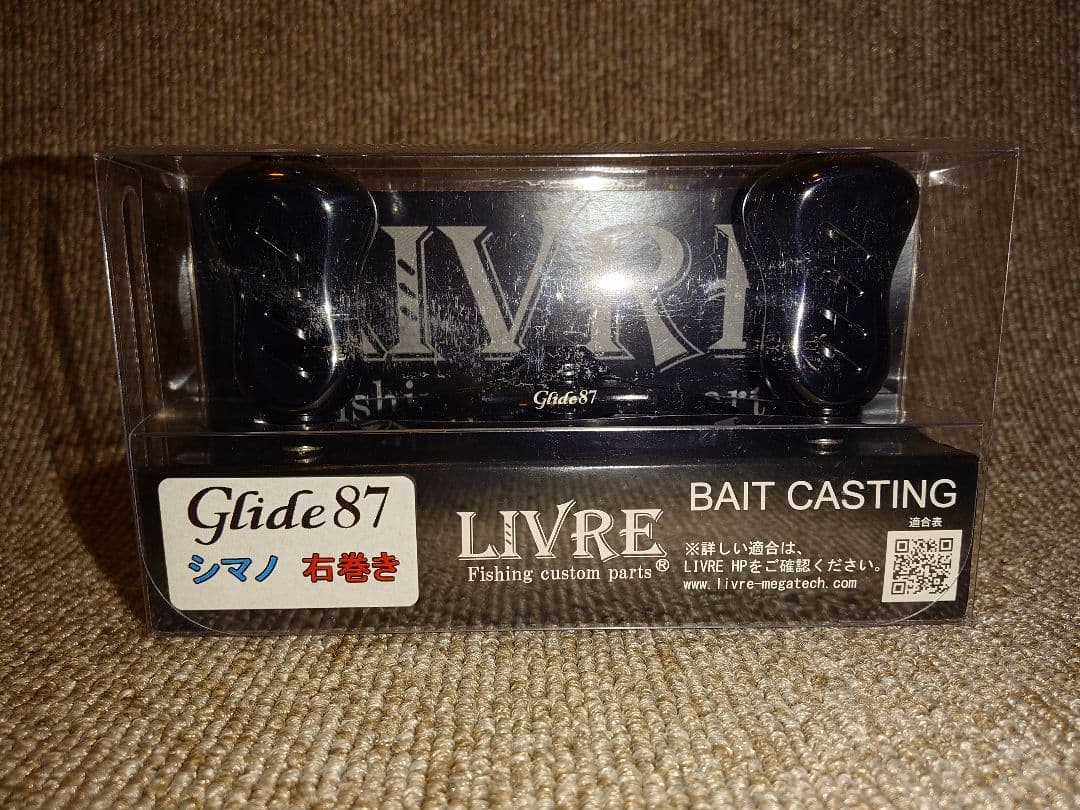 LIVRE
Glide87
Glide 87
シマノ 右巻き
LIVRE
Fishing custom parts®
BAIT CASTING
適合表
※詳しい適合は、
LIVRE HPをご確認ください。
www.livre-megatech.com